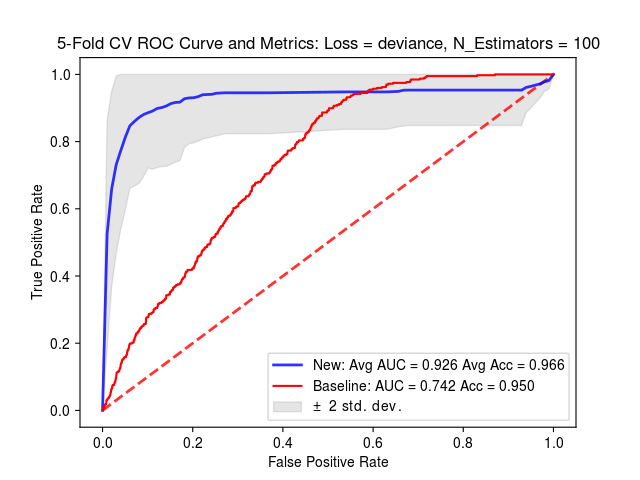 5-Fold CV ROC Curve and Metrics: Loss = deviance, N_Estimators = 100
True Positive Rate
1.0
0.8
0.6
0.4
0.2
0.0
New: Avg AUC = 0.926 Avg Acc = 0.966
Baseline: AUC = 0.742 Acc = 0.950
± 2 std. dev.
0.0 0.2 0.4 0.6 0.8 1.0
False Positive Rate